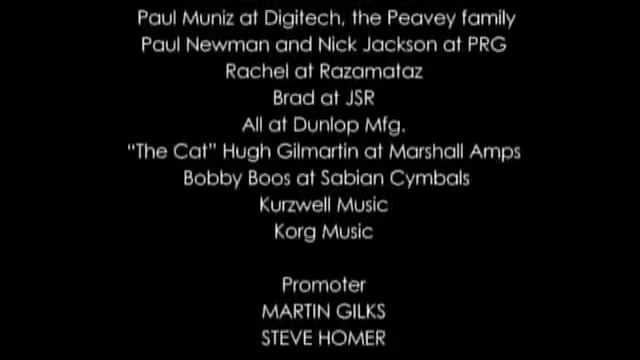 Paul Muniz at Digitech, the Peavey family
Paul Newman and Nick Jackson at PRG
Rachel at Razamataz
Brad at JSR
All at Dunlop Mfg.
“The Cat” Hugh Gilmartin at Marshall Amps
Bobby Boos at Sabian Cymbals
Kurzwell Music
Korg Music
Promoter
MARTIN GILKS
STEVE HOMER